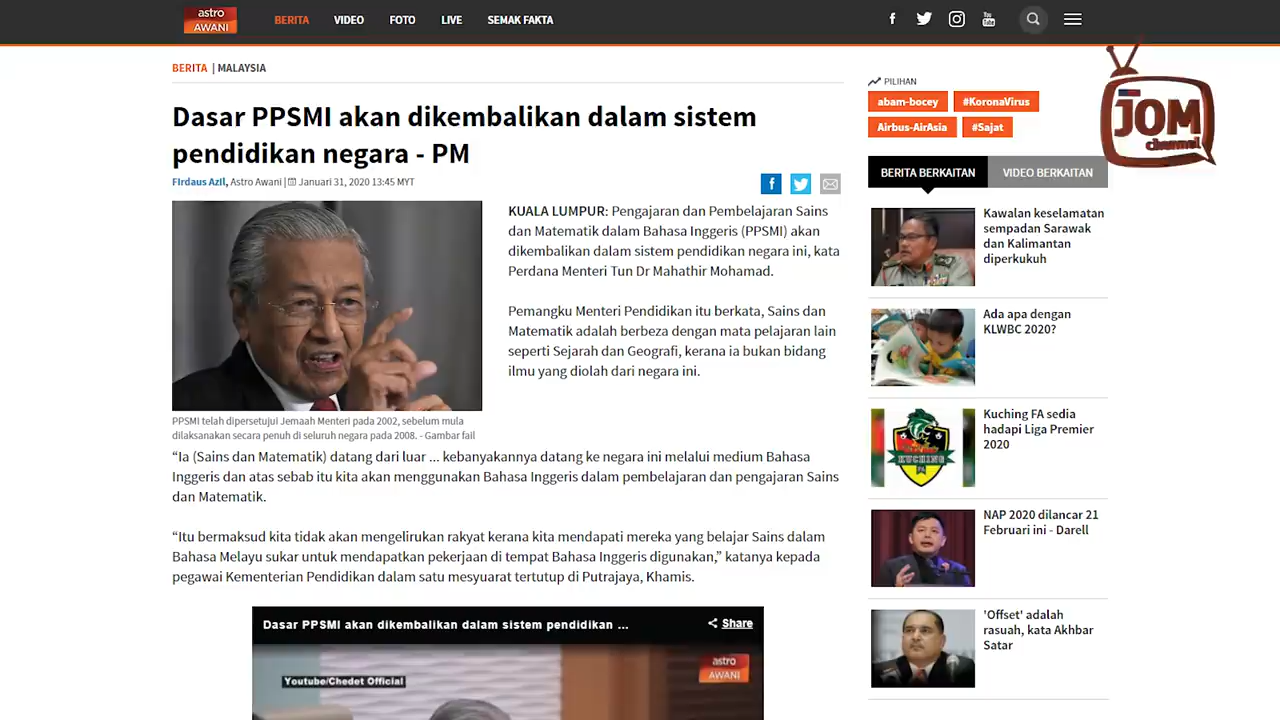 astro
AWANI
BERITA
VIDEO
FOTO
LIVE
SEMAK FAKTA
f
You
Tube
BERITA | MALAYSIA
Dasar PPSMI akan dikembalikan dalam sistem
pendidikan negara - PM
Firdaus Azil, Astro Awani | Januari 31, 2020 13:45 MYT
f
KUALA LUMPUR: Pengajaran dan Pembelajaran Sains
dan Matematik dalam Bahasa Inggeris (PPSMI) akan
dikembalikan dalam sistem pendidikan negara ini, kata
Perdana Menteri Tun Dr Mahathir Mohamad.
Pemangku Menteri Pendidikan itu berkata, Sains dan
Matematik adalah berbeza dengan mata pelajaran lain
seperti Sejarah dan Geografi, kerana ia bukan bidang
ilmu yang diolah dari negara ini.
PPSMI telah dipersetujui Jemaah Menteri pada 2002, sebelum mula
dilaksanakan secara penuh di seluruh negara pada 2008. - Gambar fail
“Ia (Sains dan Matematik) datang dari luar ... kebanyakannya datang ke negara ini melalui medium Bahasa
Inggeris dan atas sebab itu kita akan menggunakan Bahasa Inggeris dalam pembelajaran dan pengajaran Sains
dan Matematik.
“Itu bermaksud kita tidak akan mengelirukan rakyat kerana kita mendapati mereka yang belajar Sains dalam
Bahasa Melayu sukar untuk mendapatkan pekerjaan di tempat Bahasa Inggeris digunakan,” katanya kepada
pegawai Kementerian Pendidikan dalam satu mesyuarat tertutup di Putrajaya, Khamis.
Dasar PPSMI akan dikembalikan dalam sistem pendidikan ...
Share
astro
AWANI
Youtube/Chedet Official
PILIHAN
abam-bocey
#KoronaVirus
Airbus-AirAsia
#Sajat
JOM
channel
BERITA BERKAITAN
VIDEO BERKAITAN
Kawalan keselamatan
sempadan Sarawak
dan Kalimantan
diperkukuh
Ada apa dengan
KLWBC 2020?
KUCHING
FA
Kuching FA sedia
hadapi Liga Premier
2020
NAP 2020 dilancar 21
Februari ini - Darell
'Offset' adalah
rasuah, kata Akhbar
Satar